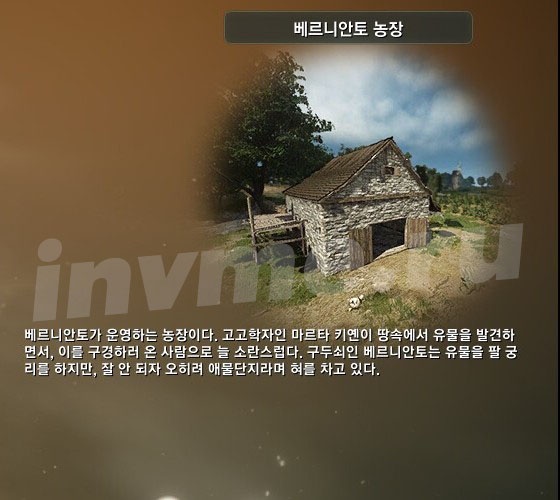 베르니안토 농장
invme.ru
베르니안토가 운영하는 농장이다. 고고학자인 마르타 키옌이 땅속에서 유물을 발견하
면서, 이를 구경하러 온 사람으로 늘 소란스럽다. 구두쇠인 베르니안토는 유물을 팔 궁
리를 하지만, 잘 안 되자 오히려 애물단지라며 혀를 차고 있다.